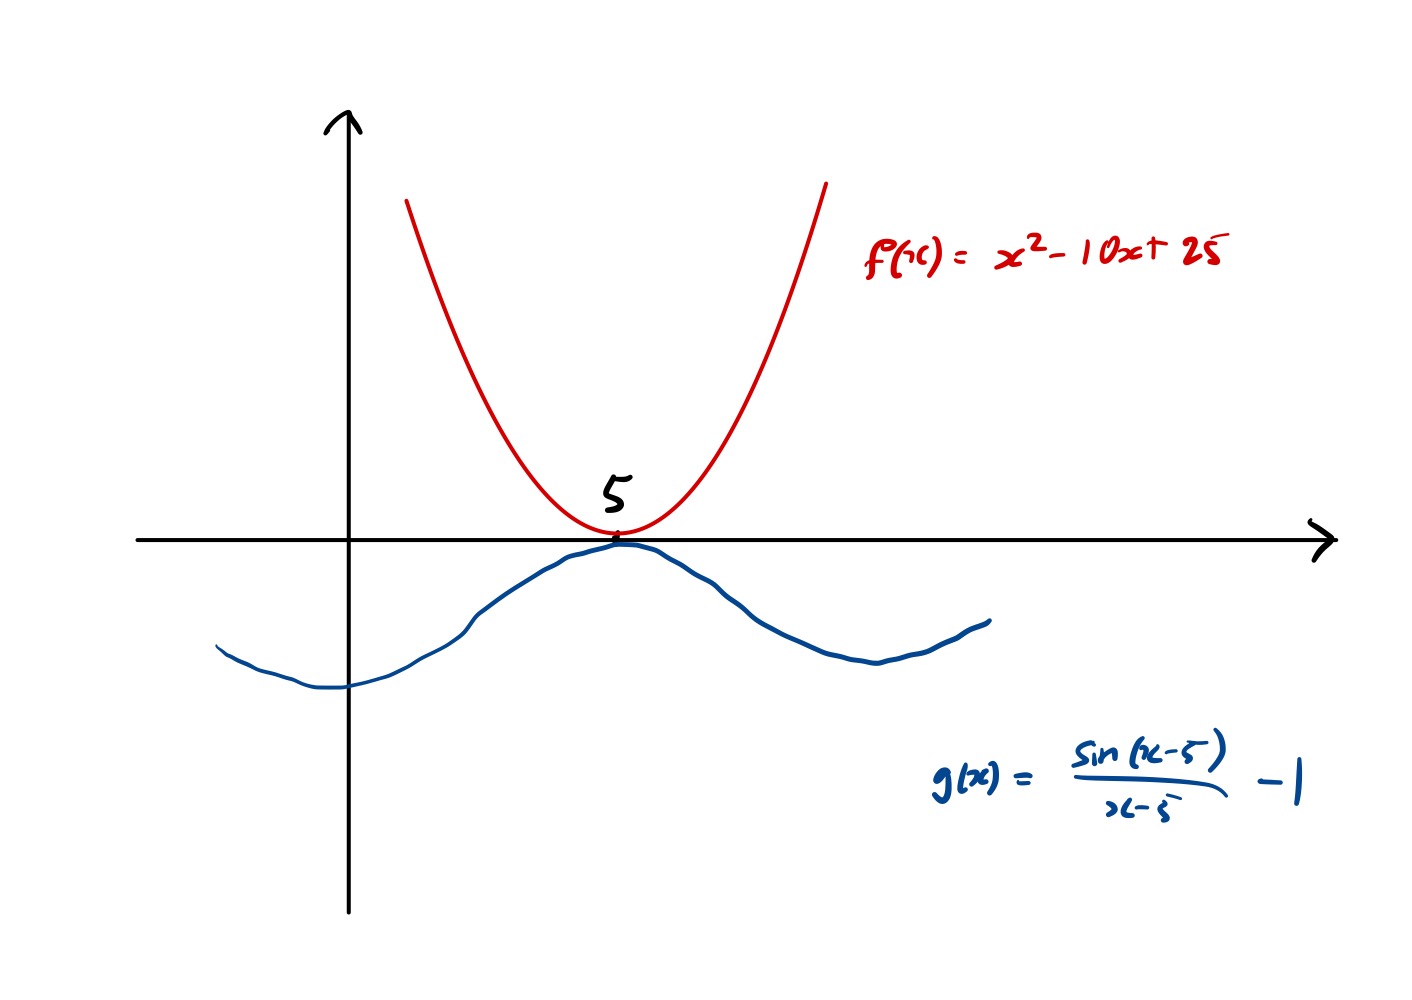 f(x) = x² - 10x + 25
5
g(x) = sin(x-5)/x-5 - 1